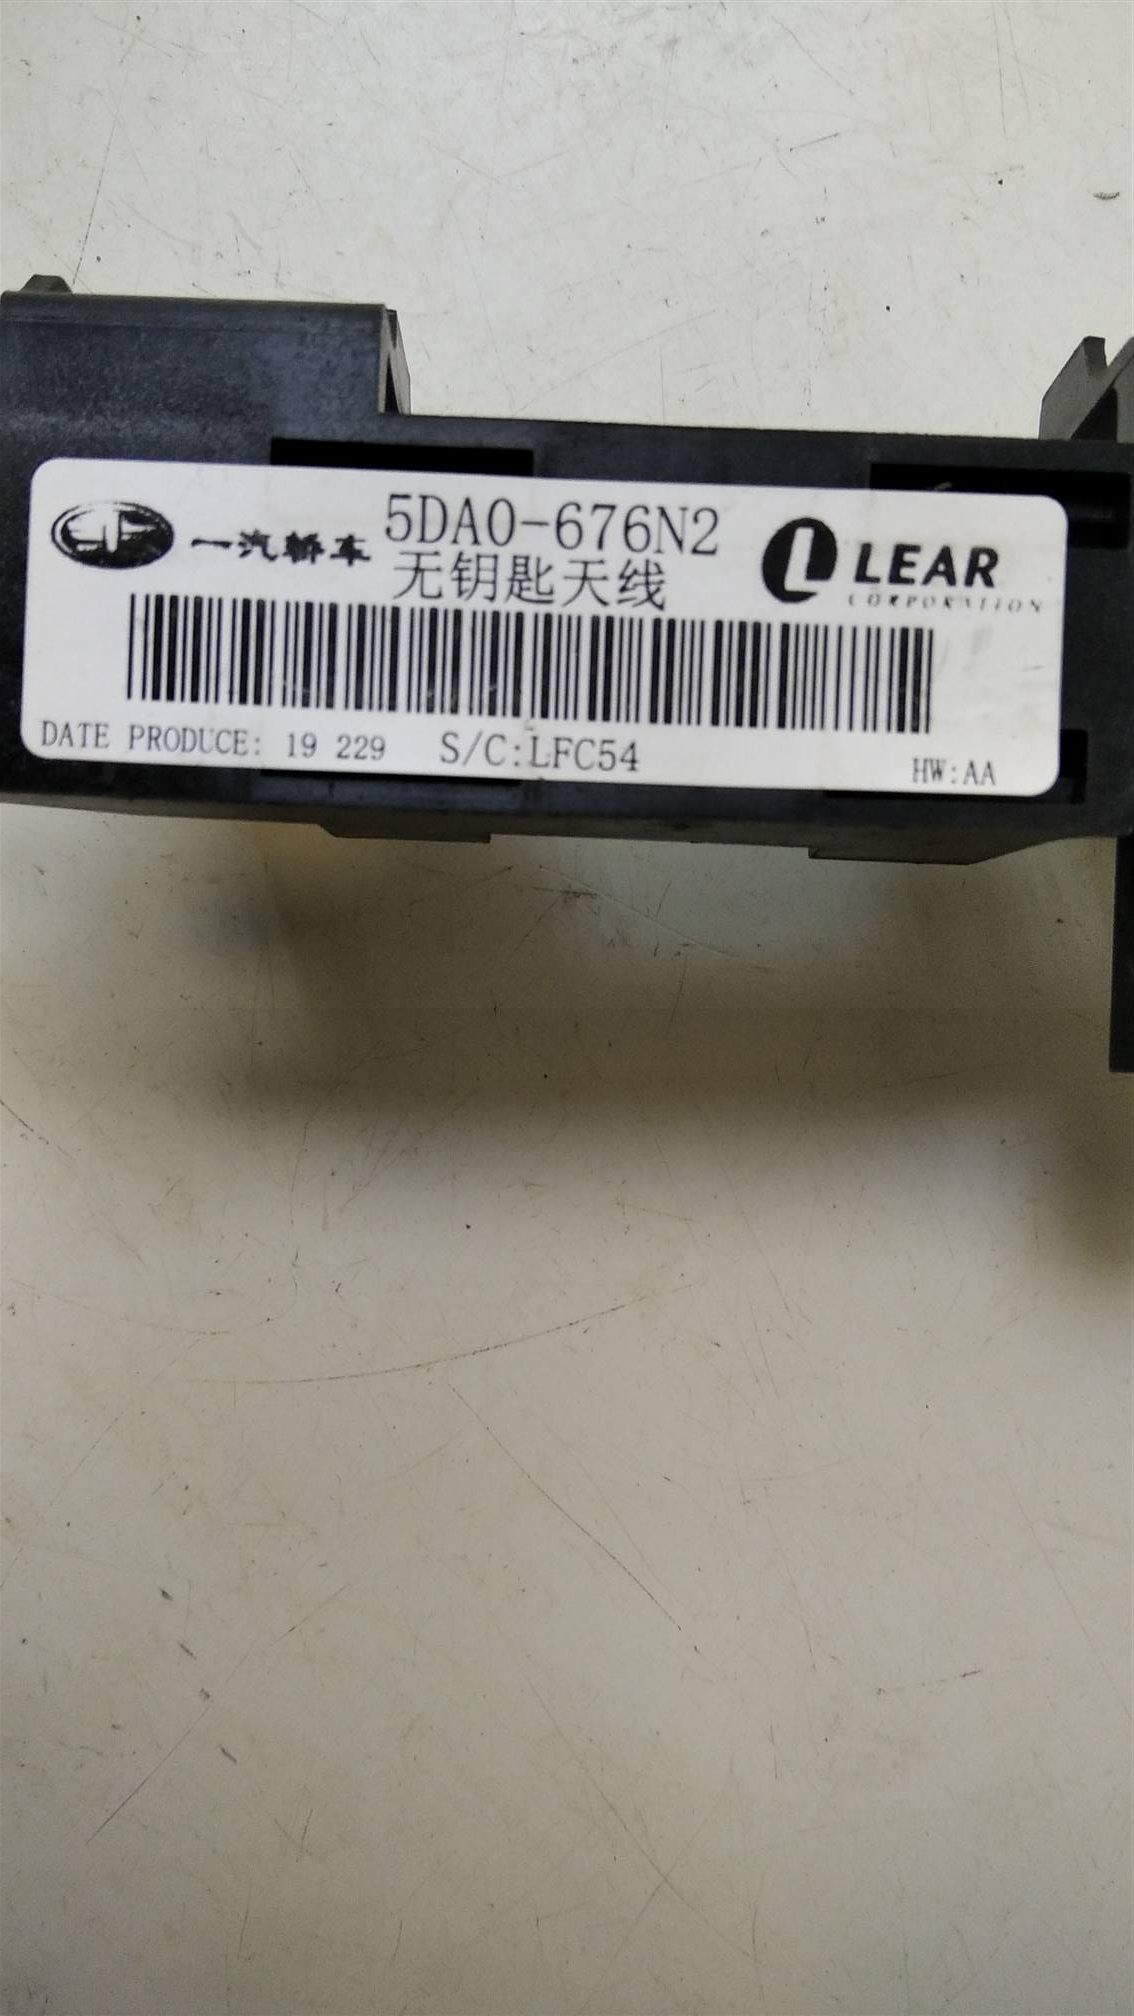 一汽轿车
5DA0-676N2
无钥匙天线
LEAR
CORPORATION
DATE PRODUCE: 19 229 S/C:LFC54 HW:AA